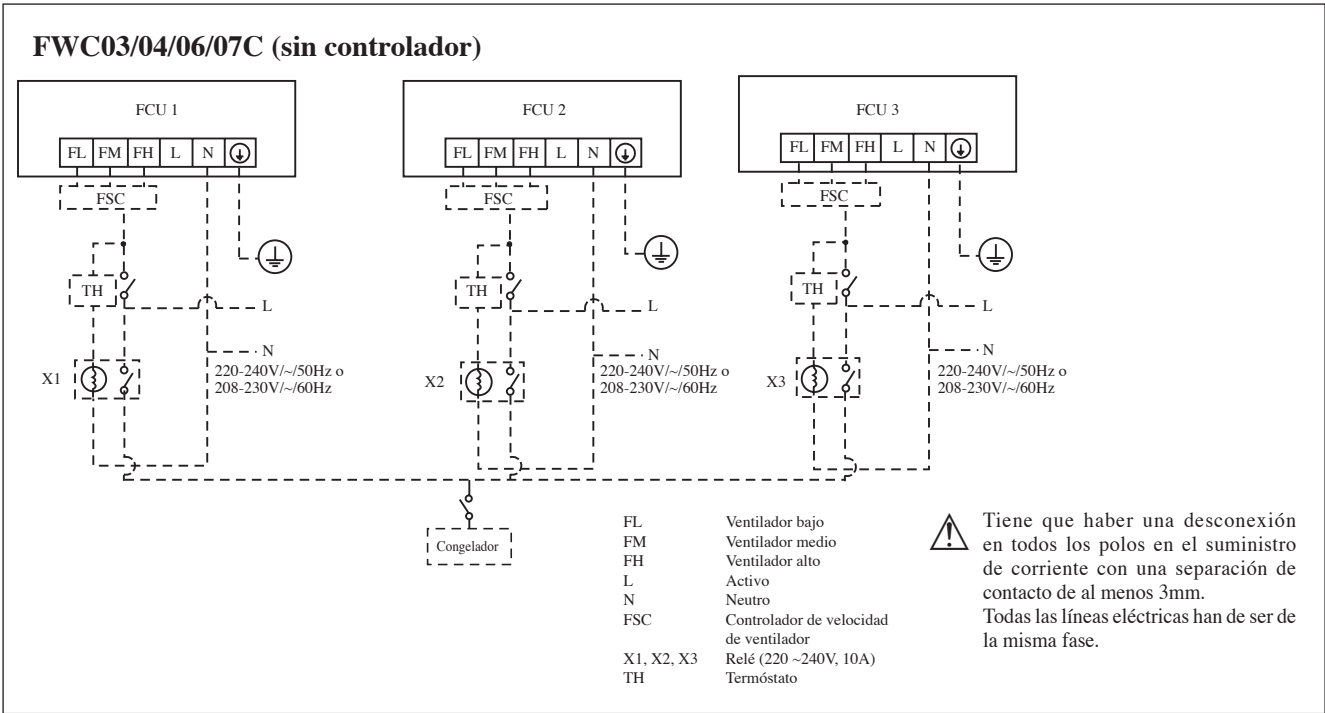 FWC03/04/06/07C (sin controlador)
FCU 1
FL FM FH L N
FSC
TH
L
N
220-240V/~/50Hz o
208-230V/~/60Hz
X1
FCU 2
FL FM FH L N
FSC
TH
L
N
220-240V/~/50Hz o
208-230V/~/60Hz
X2
FCU 3
FL FM FH L N
FSC
TH
L
N
220-240V/~/50Hz o
208-230V/~/60Hz
X3
Congelador
FL Ventilador bajo
FM Ventilador medio
FH Ventilador alto
L Activo
N Neutro
FSC Controlador de velocidad
de ventilador
X1, X2, X3 Relé (220 ~240V, 10A)
TH Termóstato
Tiene que haber una desconexión
en todos los polos en el suministro
de corriente con una separación de
contacto de al menos 3mm.
Todas las líneas eléctricas han de ser de
la misma fase.